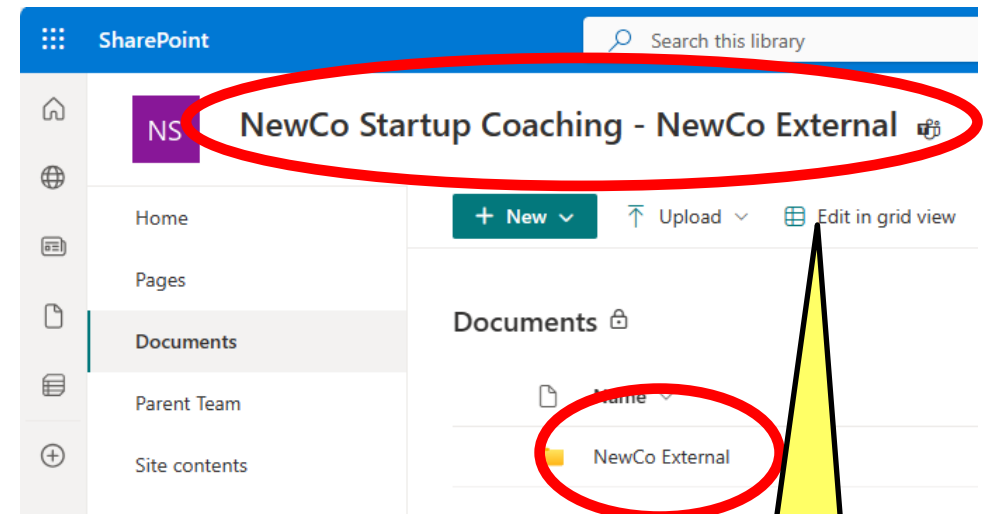 SharePoint
Search this library
NS
NewCo Startup Coaching - NewCo External
Home
+ New
Upload
Edit in grid view
Pages
Documents
Documents
Parent Team
Name
Site contents
NewCo External